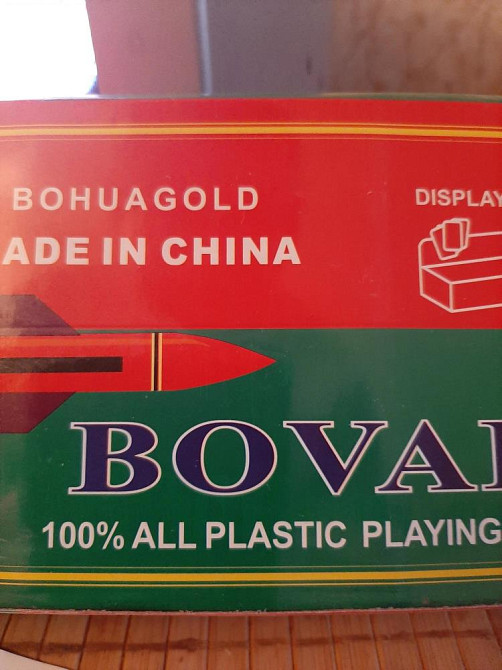 BOHUAGOLD
DISPLAY
ADE IN CHINA
BOVA
100% ALL PLASTIC PLAYING